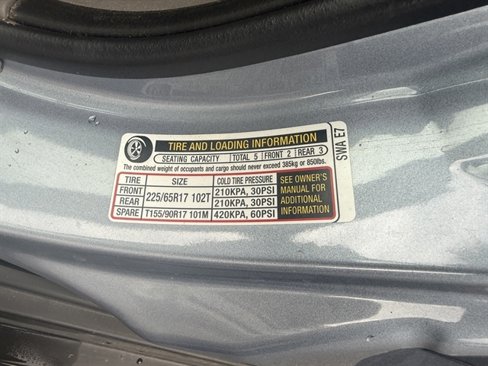 TIRE AND LOADING INFORMATION
SEATING CAPACITY TOTAL 5 FRONT 2 REAR 3
The combined weight of occupants and cargo should never exceed 385kg or 850lbs.
TIRE SIZE COLD TIRE PRESSURE
FRONT 225/65R17 102T 210KPA, 30PSI
REAR 210KPA, 30PSI
SPARE T155/90R17 101M 420KPA, 60PSI
SEE OWNER'S
MANUAL FOR
ADDITIONAL
INFORMATION
SWA E7